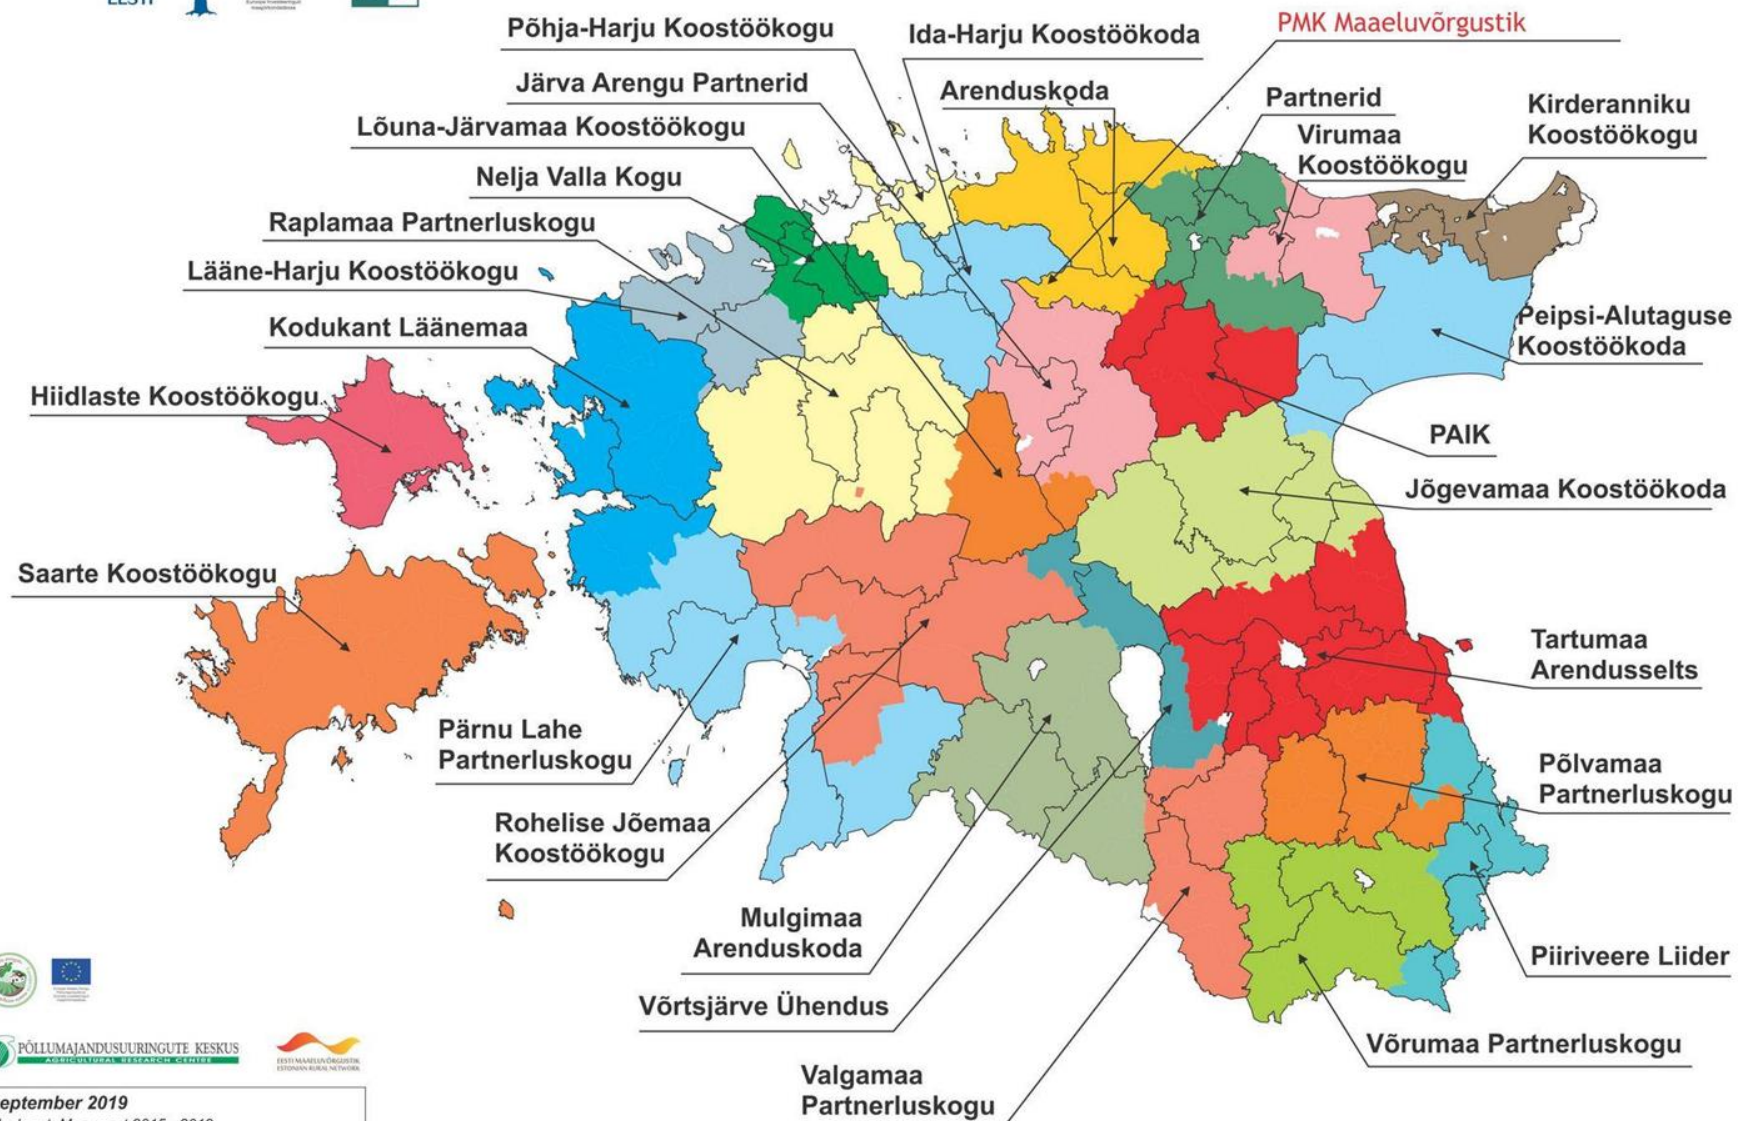 EESTI
Põhja-Harju Koostöökogu
Ida-Harju Koostöökoda
PMK Maaeluvõrgustik
Järva Arengu Partnerid
Arenduskoda
Partnerid
Kirderanniku
Koostöökogu
Lõuna-Järvamaa Koostöökogu
Virumaa
Koostöökogu
Nelja Valla Kogu
Raplamaa Partnerluskogu
Lääne-Harju Koostöökogu
Kodukant Läänemaa
Peipsi-Alutaguse
Koostöökoda
Hiidlaste Koostöökogu
PAIK
Jõgevamaa Koostöökoda
Saarte Koostöökogu
Tartumaa
Arendusselts
Pärnu Lahe
Partnerluskogu
Põlvamaa
Partnerluskogu
Rohelise Jõemaa
Koostöökogu
Mulgimaa
Arenduskoda
Piiriveere Liider
Võrtsjärve Ühendus
Võrumaa Partnerluskogu
Valgamaa
Partnerluskogu
PÕLLUMAJANDUSUURINGUTE KESKUS
AGRICULTURAL RESEARCH CENTRE
EESTI MAAELUVÕRGUSTIK
ESTONIAN RURAL NETWORK
eptember 2019